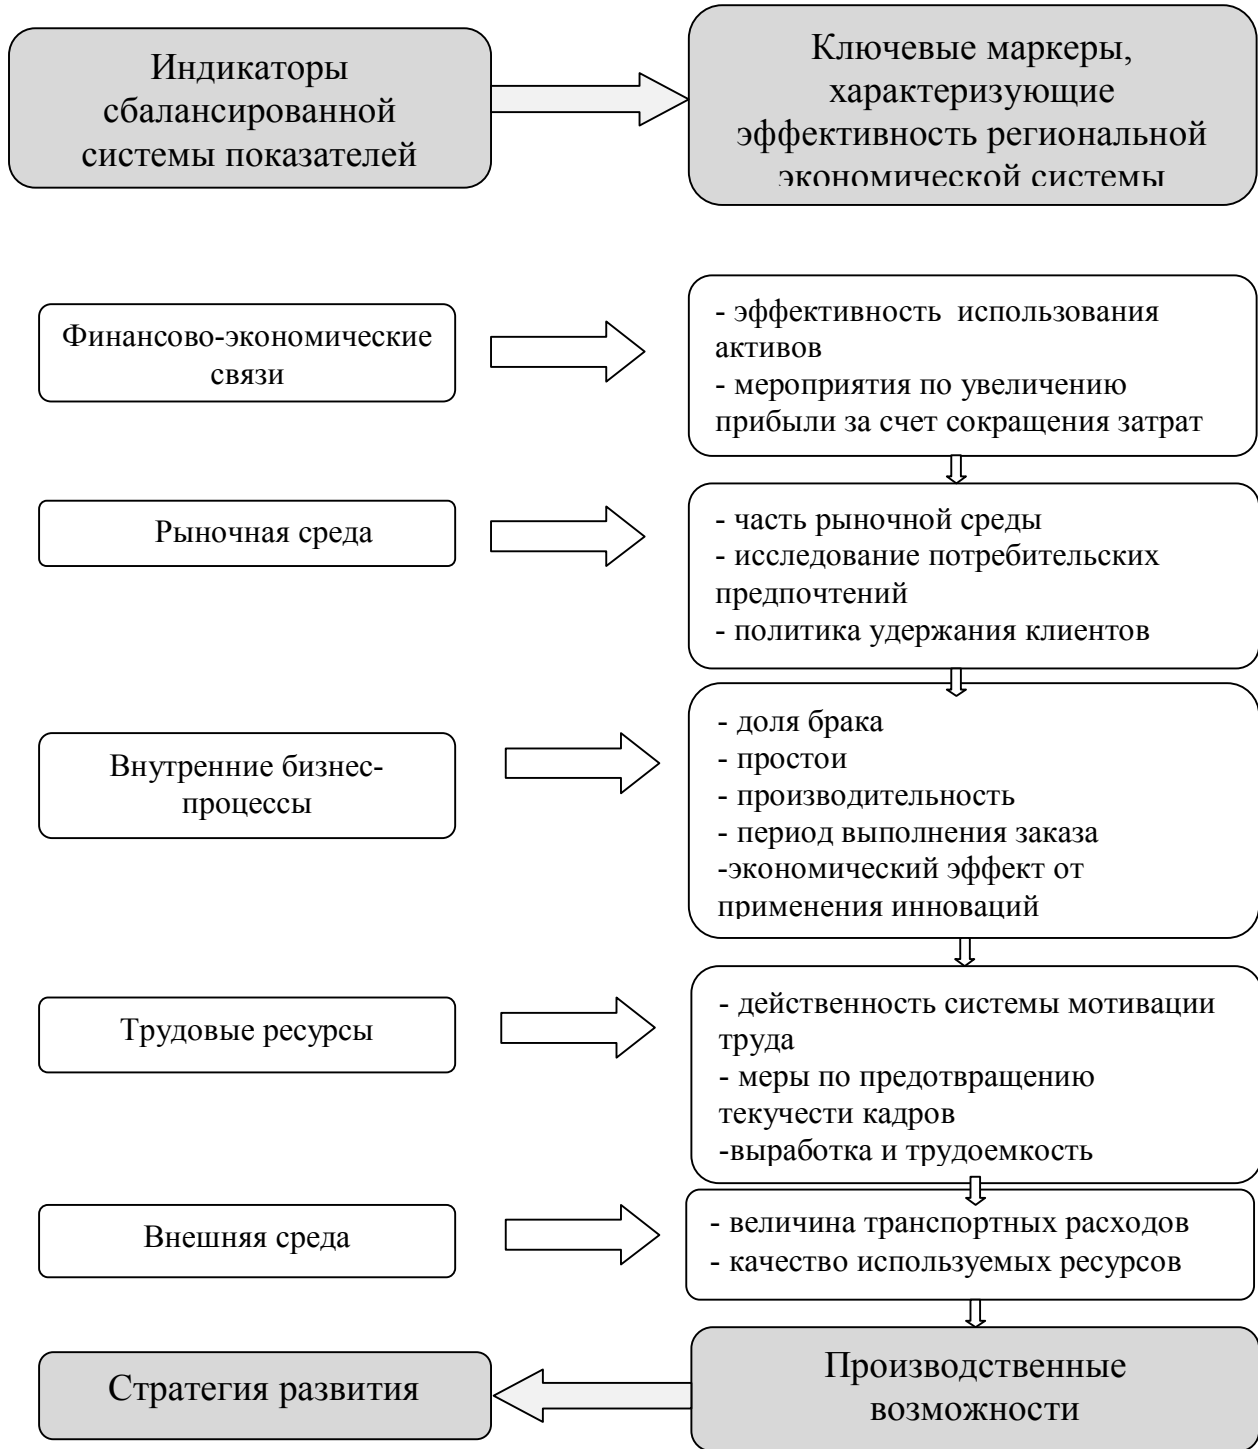 Индикаторы
сбалансированной
системы показателей
Ключевые маркеры,
характеризующие
эффективность региональной
экономической системы
Финансово-экономические
связи
- эффективность использования
активов
- мероприятия по увеличению
прибыли за счет сокращения затрат
Рыночная среда
- часть рыночной среды
- исследование потребительских
предпочтений
- политика удержания клиентов
Внутренние бизнес-
процессы
- доля брака
- простои
- производительность
- период выполнения заказа
-экономический эффект от
применения инноваций
Трудовые ресурсы
- действенность системы мотивации
труда
- меры по предотвращению
текучести кадров
-выработка и трудоемкость
Внешняя среда
- величина транспортных расходов
- качество используемых ресурсов
Стратегия развития
Производственные
возможности